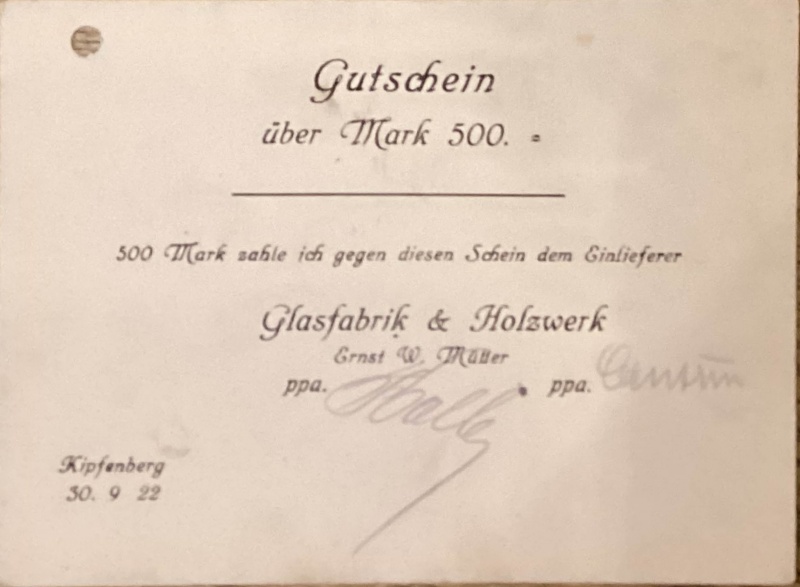 Gutschein
über Mark 500. =
500 Mark zahle ich gegen diesen Schein dem Einlieferer
Glasfabrik & Holzwerk
Ernst W. Müller
ppa. ppa.
Kipfenberg
30. 9 22